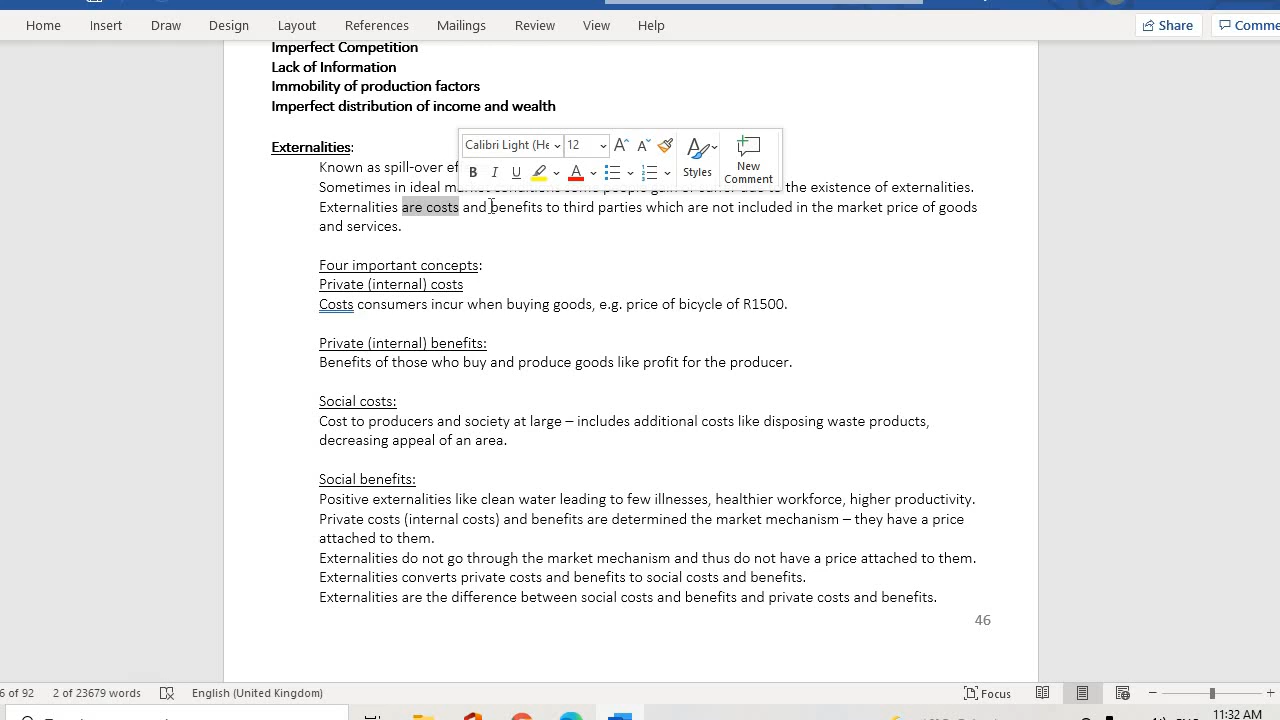 Home Insert Draw Design Layout References Mailings Review View Help Share
Imperfect Competition
Lack of Information
Immobility of production factors
Imperfect distribution of income and wealth
Calibri Light (He 12
B I U A Styles New Comment
Externalities:
Known as spill-over
Sometimes in ideal the existence of externalities.
Externalities are costs and benefits to third parties which are not included in the market price of goods
and services.
Four important concepts:
Private (internal) costs
Costs consumers incur when buying goods, e.g. price of bicycle of R1500.
Private (internal) benefits:
Benefits of those who buy and produce goods like profit for the producer.
Social costs:
Cost to producers and society at large – includes additional costs like disposing waste products,
decreasing appeal of an area.
Social benefits:
Positive externalities like clean water leading to few illnesses, healthier workforce, higher productivity.
Private costs (internal costs) and benefits are determined the market mechanism – they have a price
attached to them.
Externalities do not go through the market mechanism and thus do not have a price attached to them.
Externalities converts private costs and benefits to social costs and benefits.
Externalities are the difference between social costs and benefits and private costs and benefits.
46
6 of 92 2 of 23679 words English (United Kingdom) Focus
11:32 AM